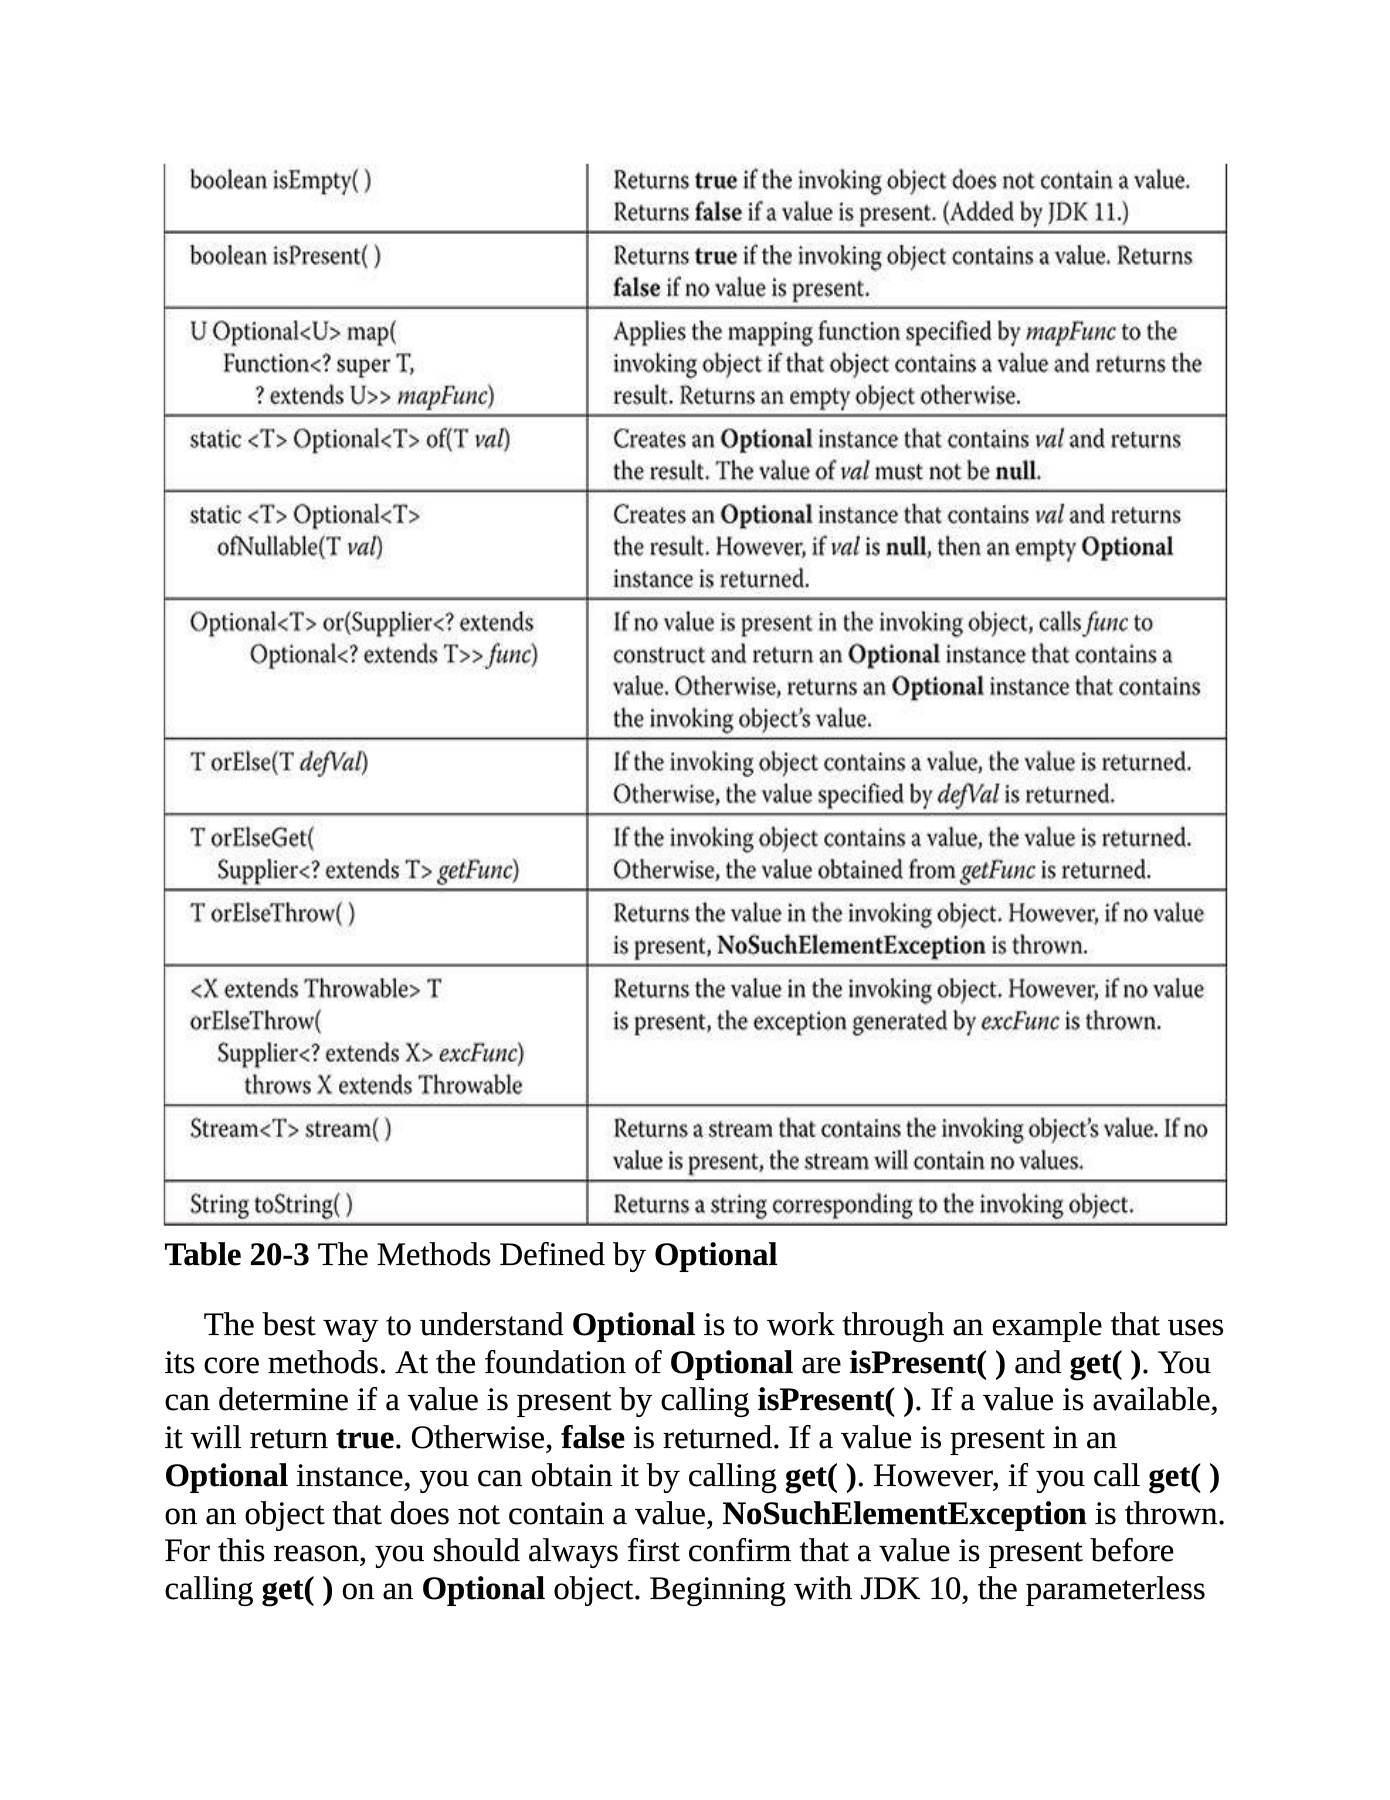 boolean isEmpty( )
Returns true if the invoking object does not contain a value.
Returns false if a value is present. (Added by JDK 11.)
boolean isPresent( )
Returns true if the invoking object contains a value. Returns
false if no value is present.
U Optional<U> map(
Function<? super T,
? extends U>> mapFunc)
Applies the mapping function specified by mapFunc to the
invoking object if that object contains a value and returns the
result. Returns an empty object otherwise.
static <T> Optional<T> of(T val)
Creates an Optional instance that contains val and returns
the result. The value of val must not be null.
static <T> Optional<T>
ofNullable(T val)
Creates an Optional instance that contains val and returns
the result. However, if val is null, then an empty Optional
instance is returned.
Optional<T> or(Supplier<? extends
Optional<? extends T>> func)
If no value is present in the invoking object, calls func to
construct and return an Optional instance that contains a
value. Otherwise, returns an Optional instance that contains
the invoking object's value.
T orElse(T defVal)
If the invoking object contains a value, the value is returned.
Otherwise, the value specified by defVal is returned.
T orElseGet(
Supplier<? extends T> getFunc)
If the invoking object contains a value, the value is returned.
Otherwise, the value obtained from getFunc is returned.
T orElseThrow( )
Returns the value in the invoking object. However, if no value
is present, NoSuchElementException is thrown.
<X extends Throwable> T
orElseThrow(
Supplier<? extends X> excFunc)
throws X extends Throwable
Returns the value in the invoking object. However, if no value
is present, the exception generated by excFunc is thrown.
Stream<T> stream( )
Returns a stream that contains the invoking object's value. If no
value is present, the stream will contain no values.
String toString( )
Returns a string corresponding to the invoking object.
Table 20-3 The Methods Defined by Optional
The best way to understand Optional is to work through an example that uses
its core methods. At the foundation of Optional are isPresent( ) and get( ). You
can determine if a value is present by calling isPresent( ). If a value is available,
it will return true. Otherwise, false is returned. If a value is present in an
Optional instance, you can obtain it by calling get( ). However, if you call get( )
on an object that does not contain a value, NoSuchElementException is thrown.
For this reason, you should always first confirm that a value is present before
calling get( ) on an Optional object. Beginning with JDK 10, the parameterless